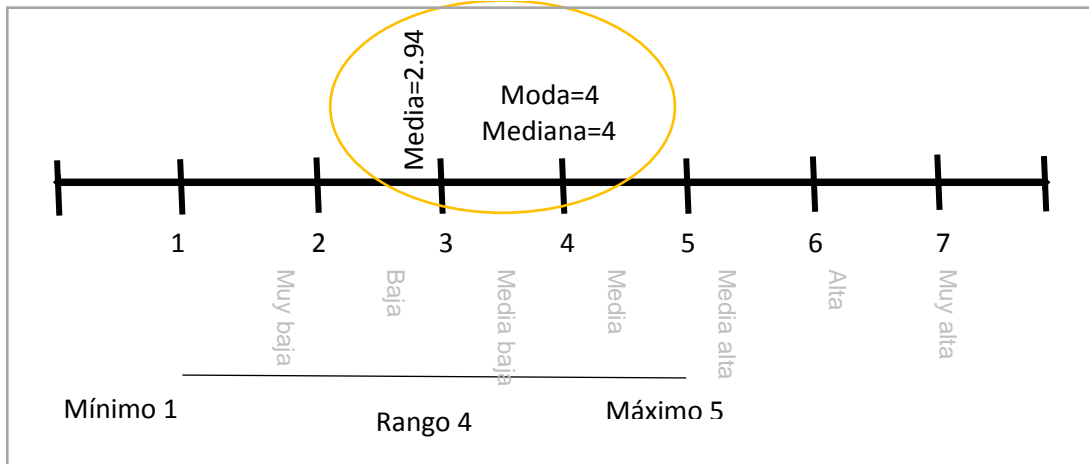 Media=2.94
Moda=4
Mediana=4
1 2 3 4 5 6 7
Muy baja
Baja
Media baja
Media
Media alta
Alta
Muy alta
Mínimo 1
Rango 4
Máximo 5